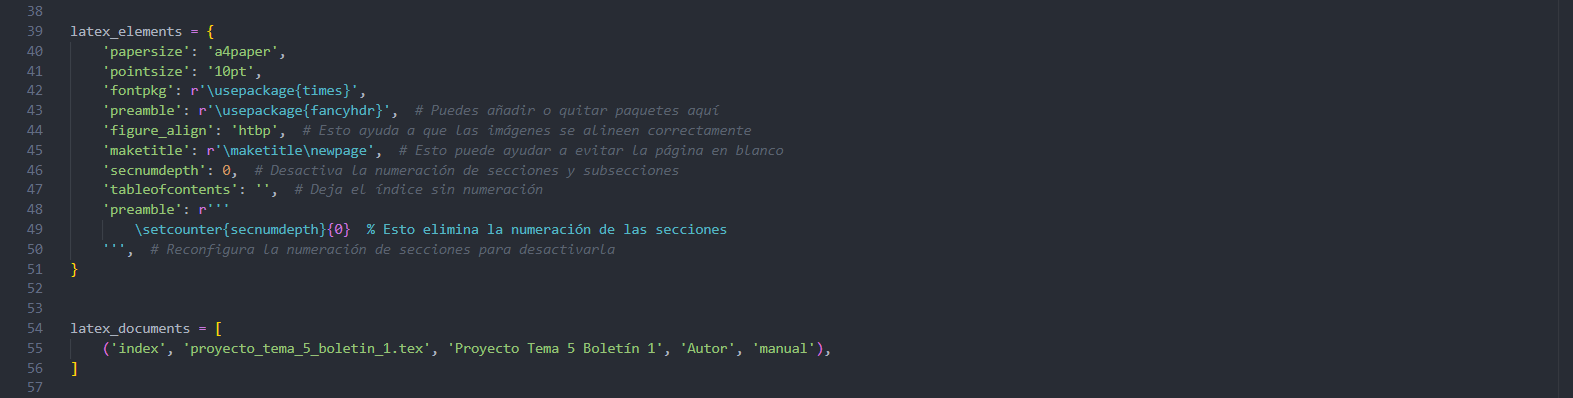 38
39 latex_elements = {
40     'papersize': 'a4paper',
41     'pointsize': '10pt',
42     'fontpkg': r'\usepackage{times}',
43     'preamble': r'\usepackage{fancyhdr}',  # Puedes añadir o quitar paquetes aquí
44     'figure_align': 'htbp',  # Esto ayuda a que las imágenes se alineen correctamente
45     'maketitle': r'\maketitle\newpage',  # Esto puede ayudar a evitar la página en blanco
46     'secnumdepth': 0,  # Desactiva la numeración de secciones y subsecciones
47     'tableofcontents': '',  # Deja el índice sin numeración
48     'preamble': r'''
49         \setcounter{secnumdepth}{0}  % Esto elimina la numeración de las secciones
50     ''',  # Reconfigura la numeración de secciones para desactivarla
51 }
52
53
54 latex_documents = [
55     ('index', 'proyecto_tema_5_boletin_1.tex', 'Proyecto Tema 5 Boletín 1', 'Autor', 'manual'),
56 ]
57